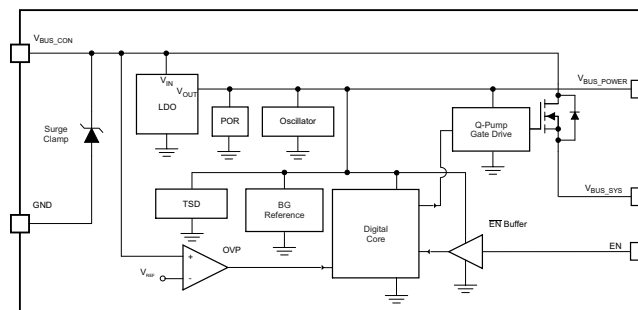 VBUS_CON
VIN
VOUT
LDO
POR
Oscillator
Q-Pump
Gate Drive
VBUS_POWER
Surge
Clamp
GND
TSD
BG
Reference
Digital
Core
VBUS_SYS
EN Buffer
EN
OVP
+
VREF
-